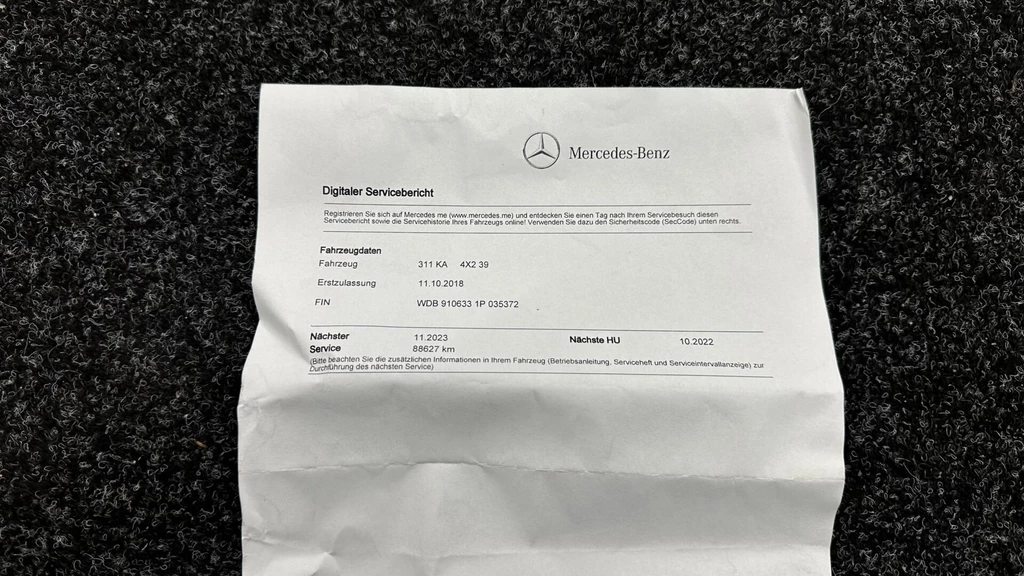 Mercedes-Benz
Digitaler Servicebericht
Registrieren Sie sich auf Mercedes me (www.mercedes.me) und entdecken Sie einen Tag nach Ihrem Servicebesuch diesen
Servicebericht sowie die Servicehistorie Ihres Fahrzeugs online! Verwenden Sie dazu den Sicherheitscode (SecCode) unten rechts.
Fahrzeugdaten
Fahrzeug 311 KA 4X2 39
Erstzulassung 11.10.2018
FIN WDB 910633 1P 035372
Nächster 11.2023 Nächste HU 10.2022
Service 88627 km
(Bitte beachten Sie die zusätzlichen Informationen in Ihrem Fahrzeug (Betriebsanleitung, Serviceheft und Serviceintervallanzeige) zur
Durchführung des nächsten Service)